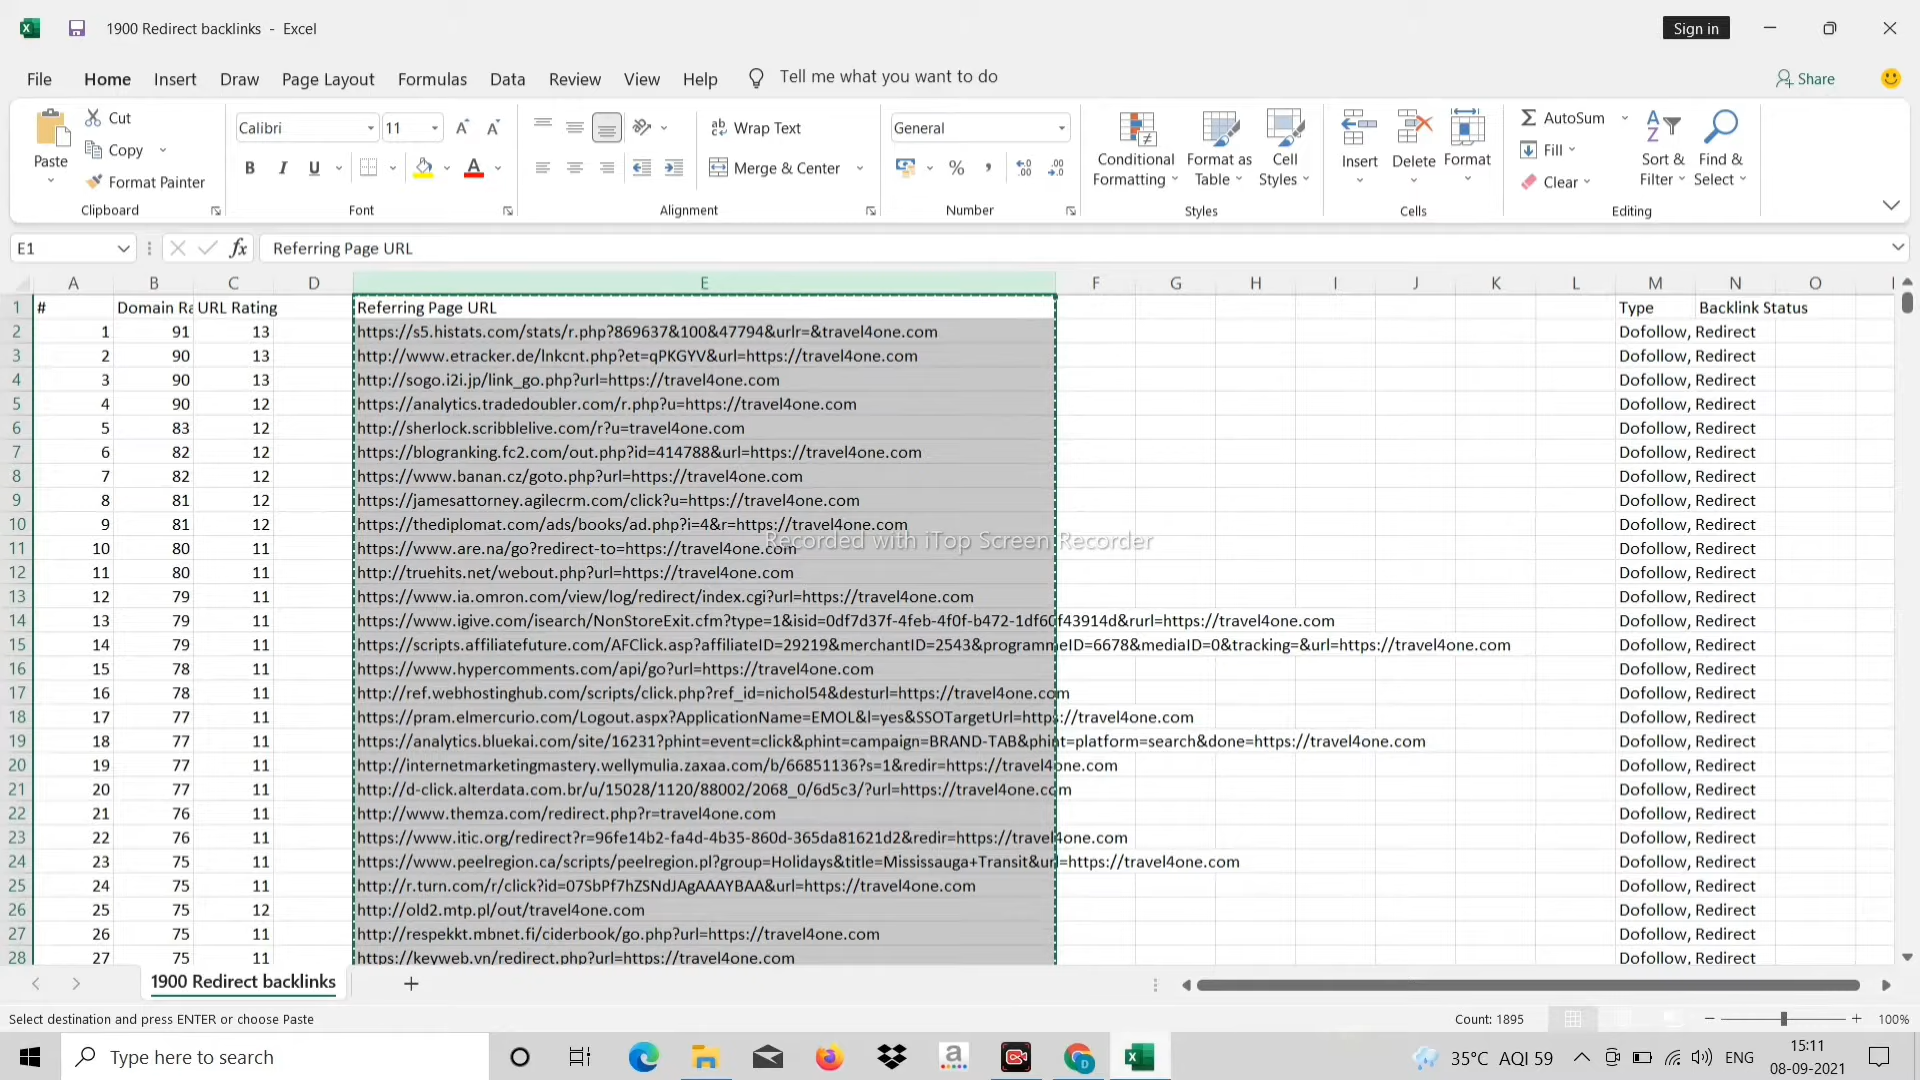 1900 Redirect backlinks - Excel
Sign in
File Home Insert Draw Page Layout Formulas Data Review View Help Tell me what you want to do
Share
Paste
Cut
Copy
Format Painter
Clipboard
Calibri 11
B I U
Font
Wrap Text
Merge & Center
Alignment
General
Number
Conditional Formatting
Format as Table
Cell Styles
Styles
Insert Delete Format
Cells
AutoSum
Fill
Clear
Sort & Filter
Find & Select
Editing
E1 fx Referring Page URL
A B C D E F G H I J K L M N O
1 # Domain Ra URL Rating Referring Page URL Type Backlink Status
2 1 91 13 https://s5.histats.com/stats/r.php?869637&100&47794&urlr=&travel4one.com Dofollow, Redirect
3 2 90 13 http://www.etracker.de/lnkcnt.php?et=qPKGYV&url=https://travel4one.com Dofollow, Redirect
4 3 90 13 http://sogo.i2i.jp/link_go.php?url=https://travel4one.com Dofollow, Redirect
5 4 90 12 https://analytics.tradedoubler.com/r.php?u=https://travel4one.com Dofollow, Redirect
6 5 83 12 http://sherlock.scribblelive.com/r?u=travel4one.com Dofollow, Redirect
7 6 82 12 https://blogranking.fc2.com/out.php?id=414788&url=https://travel4one.com Dofollow, Redirect
8 7 82 12 https://www.banan.cz/goto.php?url=https://travel4one.com Dofollow, Redirect
9 8 81 12 https://jamesattorney.agilecrm.com/click?u=https://travel4one.com Dofollow, Redirect
10 9 81 12 https://thediplomat.com/ads/books/ad.php?i=4&r=https://travel4one.com Dofollow, Redirect
Recorded with iTop Screen Recorder
11 10 80 11 https://www.are.na/go?redirect-to=https://travel4one.com Dofollow, Redirect
12 11 80 11 http://truehits.net/webout.php?url=https://travel4one.com Dofollow, Redirect
13 12 79 11 https://www.ia.omron.com/view/log/redirect/index.cgi?url=https://travel4one.com Dofollow, Redirect
14 13 79 11 https://www.igive.com/isearch/NonStoreExit.cfm?type=1&isid=0df7d37f-4feb-4f0f-b472-1df60f43914d&rurl=https://travel4one.com Dofollow, Redirect
15 14 79 11 https://scripts.affiliatefuture.com/AFClick.asp?affiliateID=29219&merchantID=2543&programmeID=6678&mediaID=0&tracking=&url=https://travel4one.com Dofollow, Redirect
16 15 78 11 https://www.hypercomments.com/api/go?url=https://travel4one.com Dofollow, Redirect
17 16 78 11 http://ref.webhostinghub.com/scripts/click.php?ref_id=nichol54&desturl=https://travel4one.com Dofollow, Redirect
18 17 77 11 https://pram.elmercurio.com/Logout.aspx?ApplicationName=EMOL&l=yes&SSOTargetUrl=https://travel4one.com Dofollow, Redirect
19 18 77 11 https://analytics.bluekai.com/site/16231?phint=event=click&phint=campaign=BRAND-TAB&phint=platform=search&done=https://travel4one.com Dofollow, Redirect
20 19 77 11 http://internetmarketingmastery.wellymulia.zaxaa.com/b/66851136?s=1&redir=https://travel4one.com Dofollow, Redirect
21 20 77 11 http://d-click.alterdata.com.br/u/15028/1120/88002/2068_0/6d5c3/?url=https://travel4one.com Dofollow, Redirect
22 21 76 11 http://www.themza.com/redirect.php?r=travel4one.com Dofollow, Redirect
23 22 76 11 https://www.itic.org/redirect?r=96fe14b2-fa4d-4b35-860d-365da81621d2&redir=https://travel4one.com Dofollow, Redirect
24 23 75 11 https://www.peelregion.ca/scripts/peelregion.pl?group=Holidays&title=Mississauga+Transit&url=https://travel4one.com Dofollow, Redirect
25 24 75 11 http://r.turn.com/r/click?id=07SbPf7hZSNdJAgAAAYBAA&url=https://travel4one.com Dofollow, Redirect
26 25 75 12 http://old2.mtp.pl/out/travel4one.com Dofollow, Redirect
27 26 75 11 http://respekkt.mbnet.fi/ciderbook/go.php?url=https://travel4one.com Dofollow, Redirect
28 27 75 11 https://keyweb.vn/redirect.php?url=https://travel4one.com Dofollow, Redirect
1900 Redirect backlinks
Select destination and press ENTER or choose Paste Count: 1895 100%
Type here to search 35°C AQI 59 ENG 15:11
08-09-2021